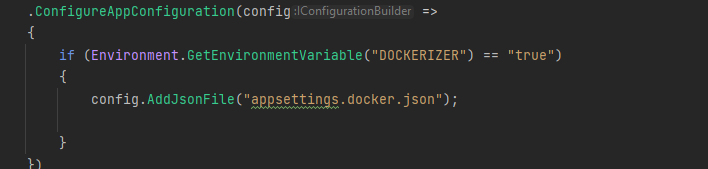 .ConfigureAppConfiguration(config :IConfigurationBuilder =>
{
if (Environment.GetEnvironmentVariable("DOCKERIZER") == "true")
{
config.AddJsonFile("appsettings.docker.json");
}
})